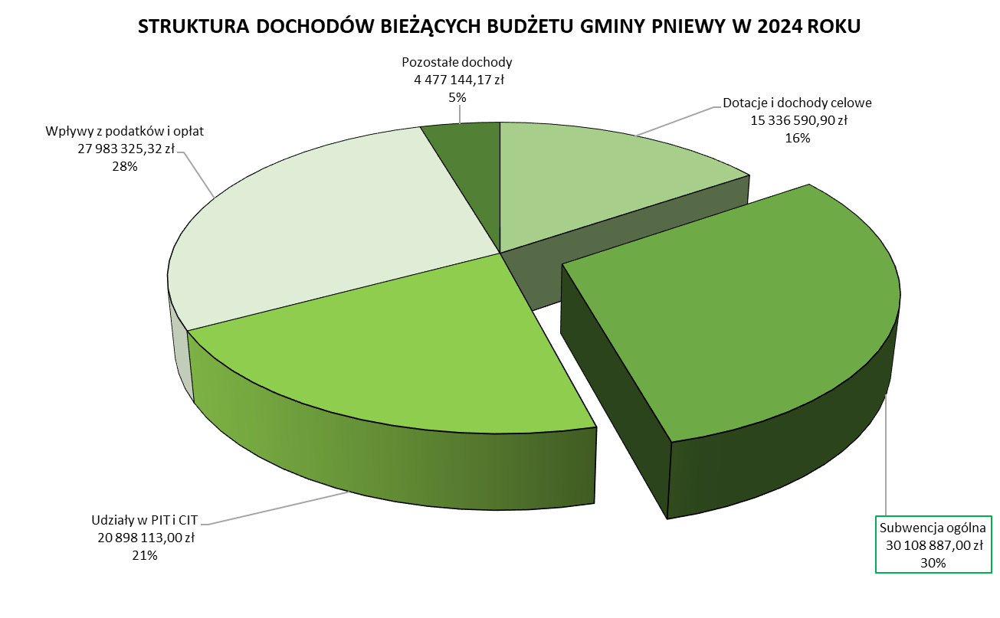 STRUKTURA DOCHODÓW BIEŻĄCYCH BUDŻETU GMINY PNIEWY W 2024 ROKU
Pozostałe dochody
4 477 144,17 zł
5%
Dotacje i dochody celowe
15 336 590,90 zł
16%
Wpływy z podatków i opłat
27 983 325,32 zł
28%
Udziały w PIT i CIT
20 898 113,00 zł
21%
Subwencja ogólna
30 108 887,00 zł
30%